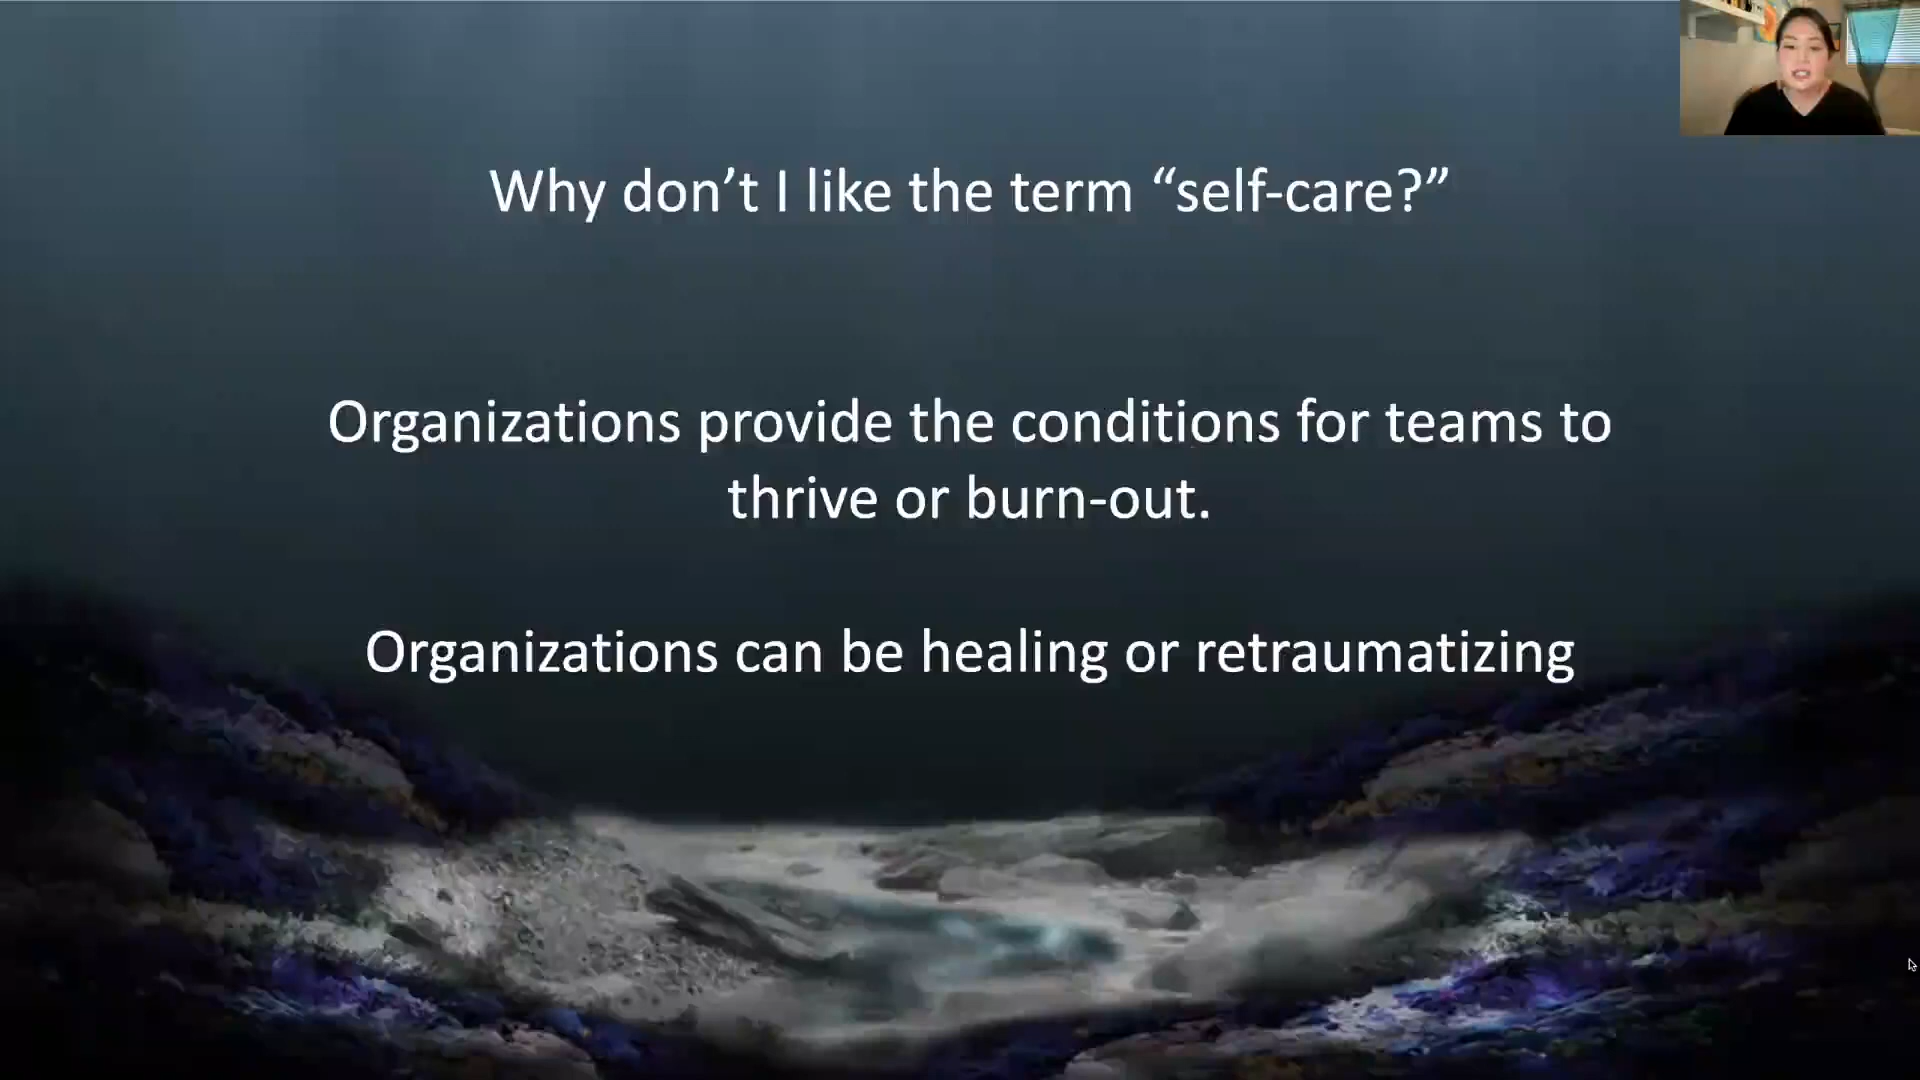 Why don’t I like the term “self-care?”
Organizations provide the conditions for teams to
thrive or burn-out.
Organizations can be healing or retraumatizing